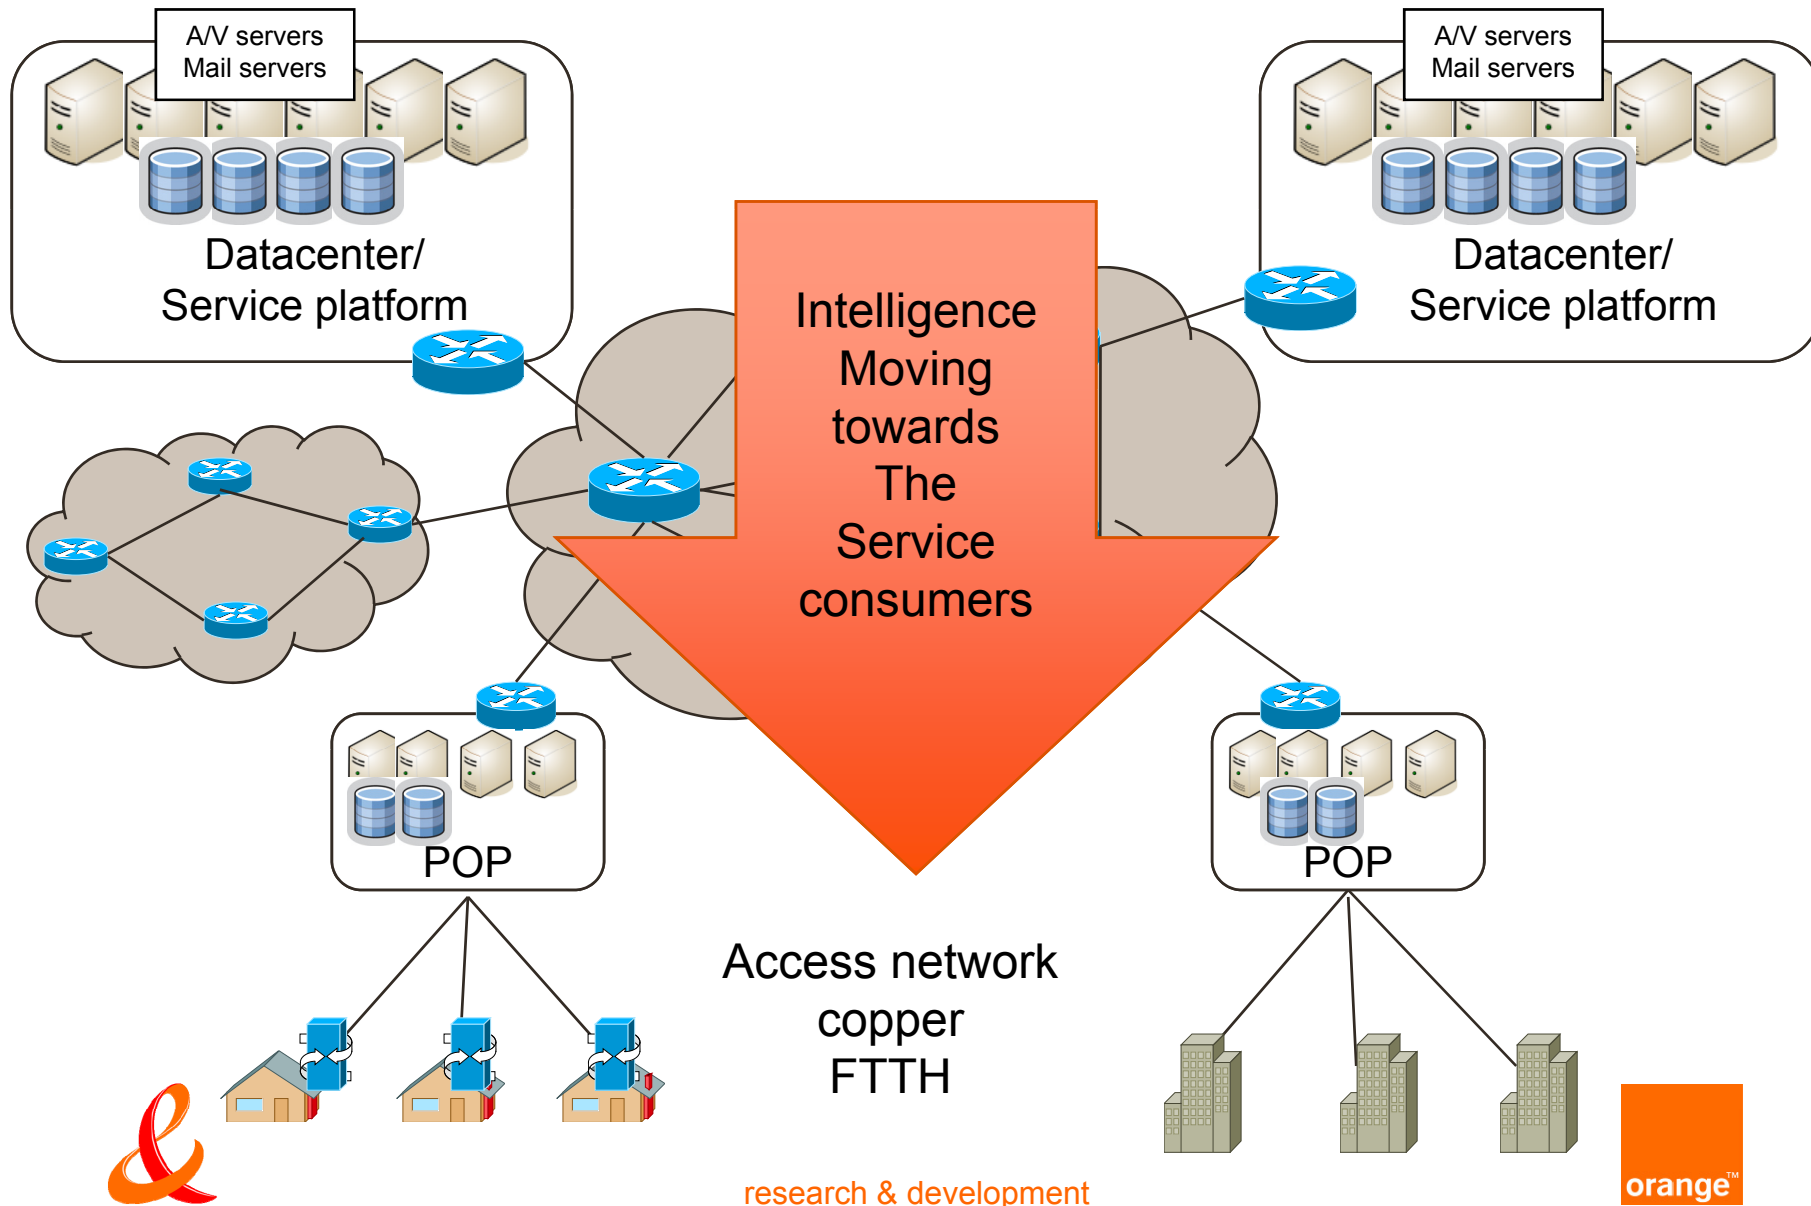 A/V servers
Mail servers
A/V servers
Mail servers
Datacenter/
Service platform
Datacenter/
Service platform
Intelligence
Moving
towards
The
Service
consumers
POP
POP
Access network
copper
FTTH
research & development
orange™